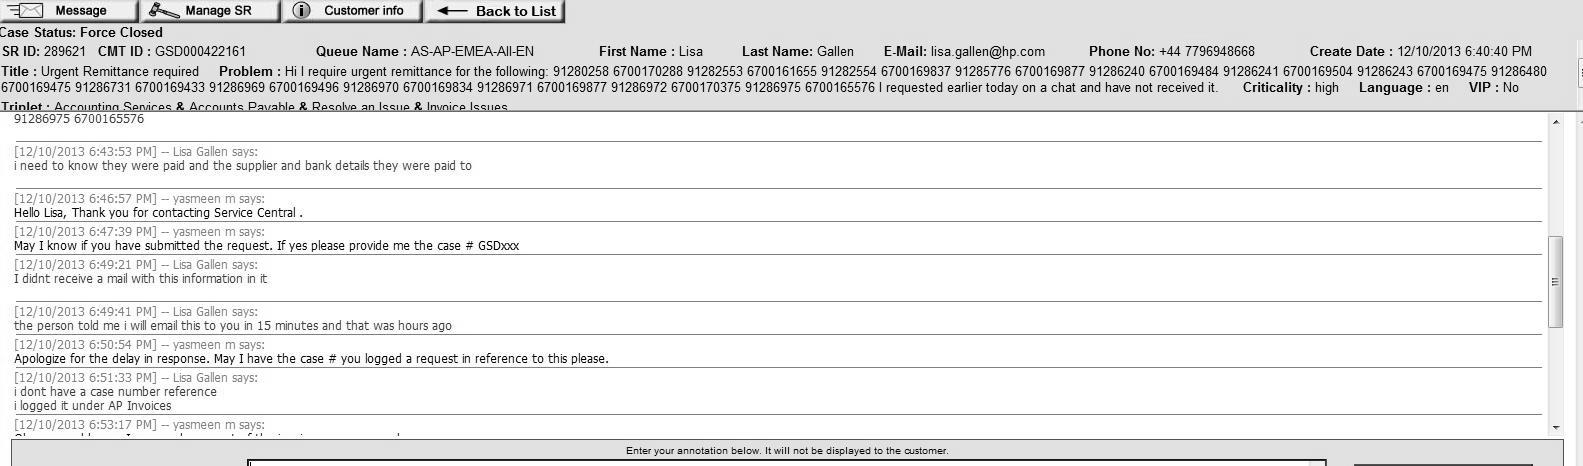 Message Manage SR Customer info Back to List
Case Status: Force Closed
SR ID: 289621 CMT ID : GSD000422161 Queue Name : AS-AP-EMEA-All-EN First Name : Lisa Last Name: Gallen E-Mail: lisa.gallen@hp.com Phone No: +44 7796948668 Create Date : 12/10/2013 6:40:40 PM
Title : Urgent Remittance required Problem : Hi I require urgent remittance for the following: 91280258 6700170288 91282553 6700161655 91282554 6700169837 91285776 6700169877 91286240 6700169484 91286241 6700169504 91286243 6700169475 91286480
6700169475 91286731 6700169433 91286969 6700169496 91286970 6700169834 91286971 6700169877 91286972 6700170375 91286975 6700165576 I requested earlier today on a chat and have not received it. Criticality : high Language : en VIP : No
Triplet : Accounting Services & Accounts Payable & Resolve an Issue & Invoice Issues
91286975 6700165576
[12/10/2013 6:43:53 PM] -- Lisa Gallen says:
i need to know they were paid and the supplier and bank details they were paid to
[12/10/2013 6:46:57 PM] -- yasmeen m says:
Hello Lisa, Thank you for contacting Service Central .
[12/10/2013 6:47:39 PM] -- yasmeen m says:
May I know if you have submitted the request. If yes please provide me the case # GSDxxx
[12/10/2013 6:49:21 PM] -- Lisa Gallen says:
I didnt receive a mail with this information in it
[12/10/2013 6:49:41 PM] -- Lisa Gallen says:
the person told me i will email this to you in 15 minutes and that was hours ago
[12/10/2013 6:50:54 PM] -- yasmeen m says:
Apologize for the delay in response. May I have the case # you logged a request in reference to this please.
[12/10/2013 6:51:33 PM] -- Lisa Gallen says:
i dont have a case number reference
i logged it under AP Invoices
[12/10/2013 6:53:17 PM] -- yasmeen m says:
Enter your annotation below. It will not be displayed to the customer.